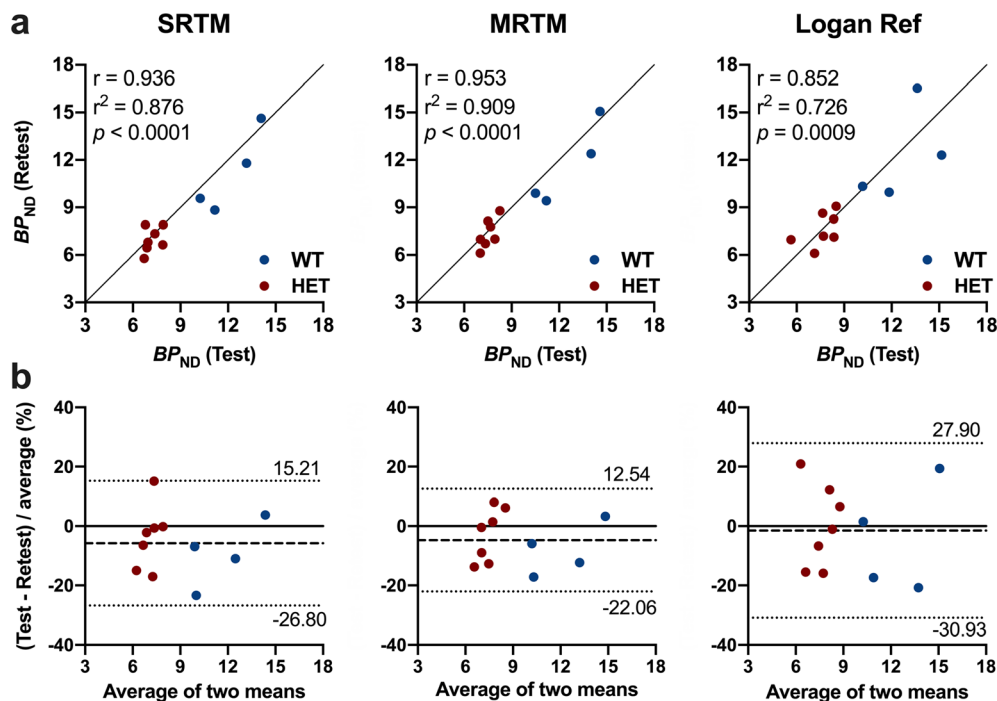 a
SRTM
MRTM
Logan Ref
BP_ND (Retest)
18
15
12
9
6
3
r = 0.936
r² = 0.876
p < 0.0001
WT
HET
3 6 9 12 15 18
BP_ND (Test)
18
15
12
9
6
3
r = 0.953
r² = 0.909
p < 0.0001
WT
HET
3 6 9 12 15 18
BP_ND (Test)
18
15
12
9
6
3
r = 0.852
r² = 0.726
p = 0.0009
WT
HET
3 6 9 12 15 18
BP_ND (Test)
b
(Test - Retest) / average (%)
40
20
0
-20
-40
15.21
-26.80
3 6 9 12 15 18
Average of two means
40
20
0
-20
-40
12.54
-22.06
3 6 9 12 15 18
Average of two means
40
20
0
-20
-40
27.90
-30.93
3 6 9 12 15 18
Average of two means